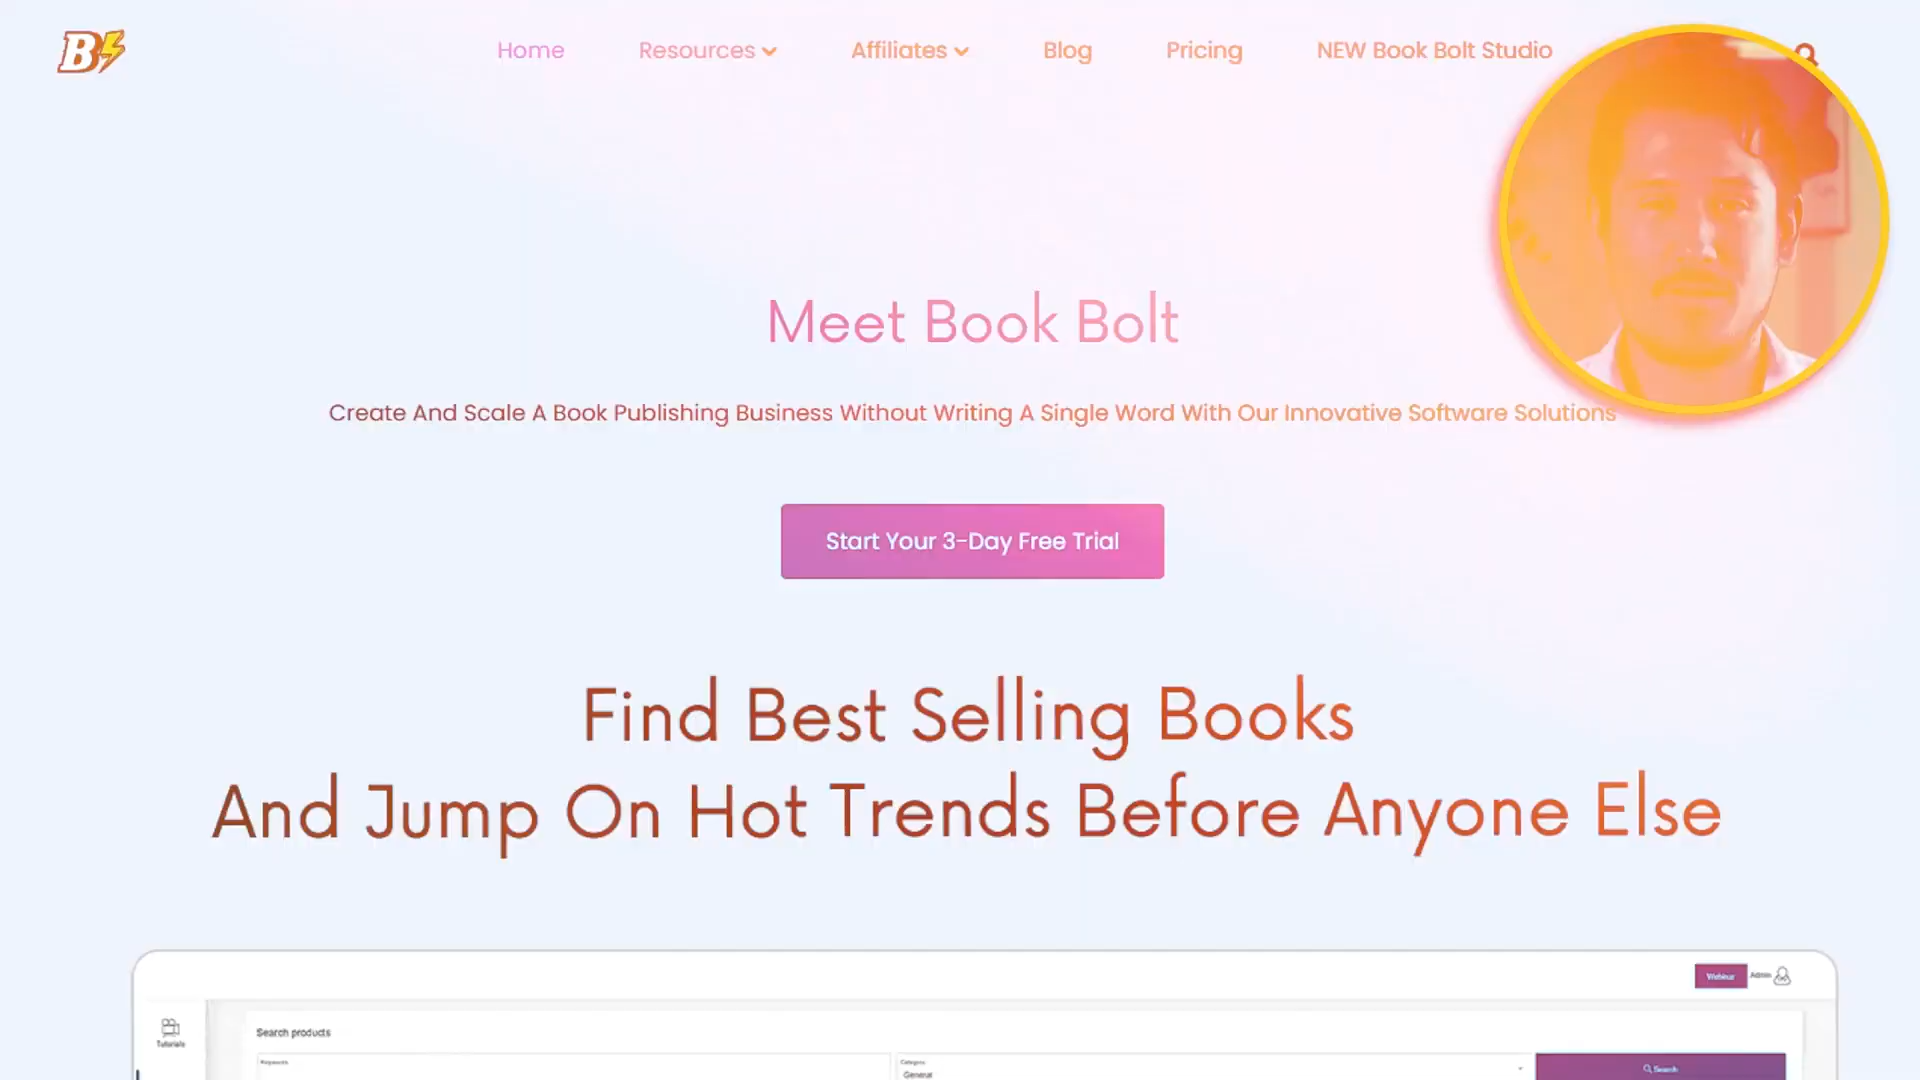 B
Home Resources Affiliates Blog Pricing NEW Book Bolt Studio
Meet Book Bolt
Create And Scale A Book Publishing Business Without Writing A Single Word With Our Innovative Software Solutions
Start Your 3-Day Free Trial
Find Best Selling Books
And Jump On Hot Trends Before Anyone Else
Webinar Admin
Tutorials
Search products
Keywords
Category
General
Search